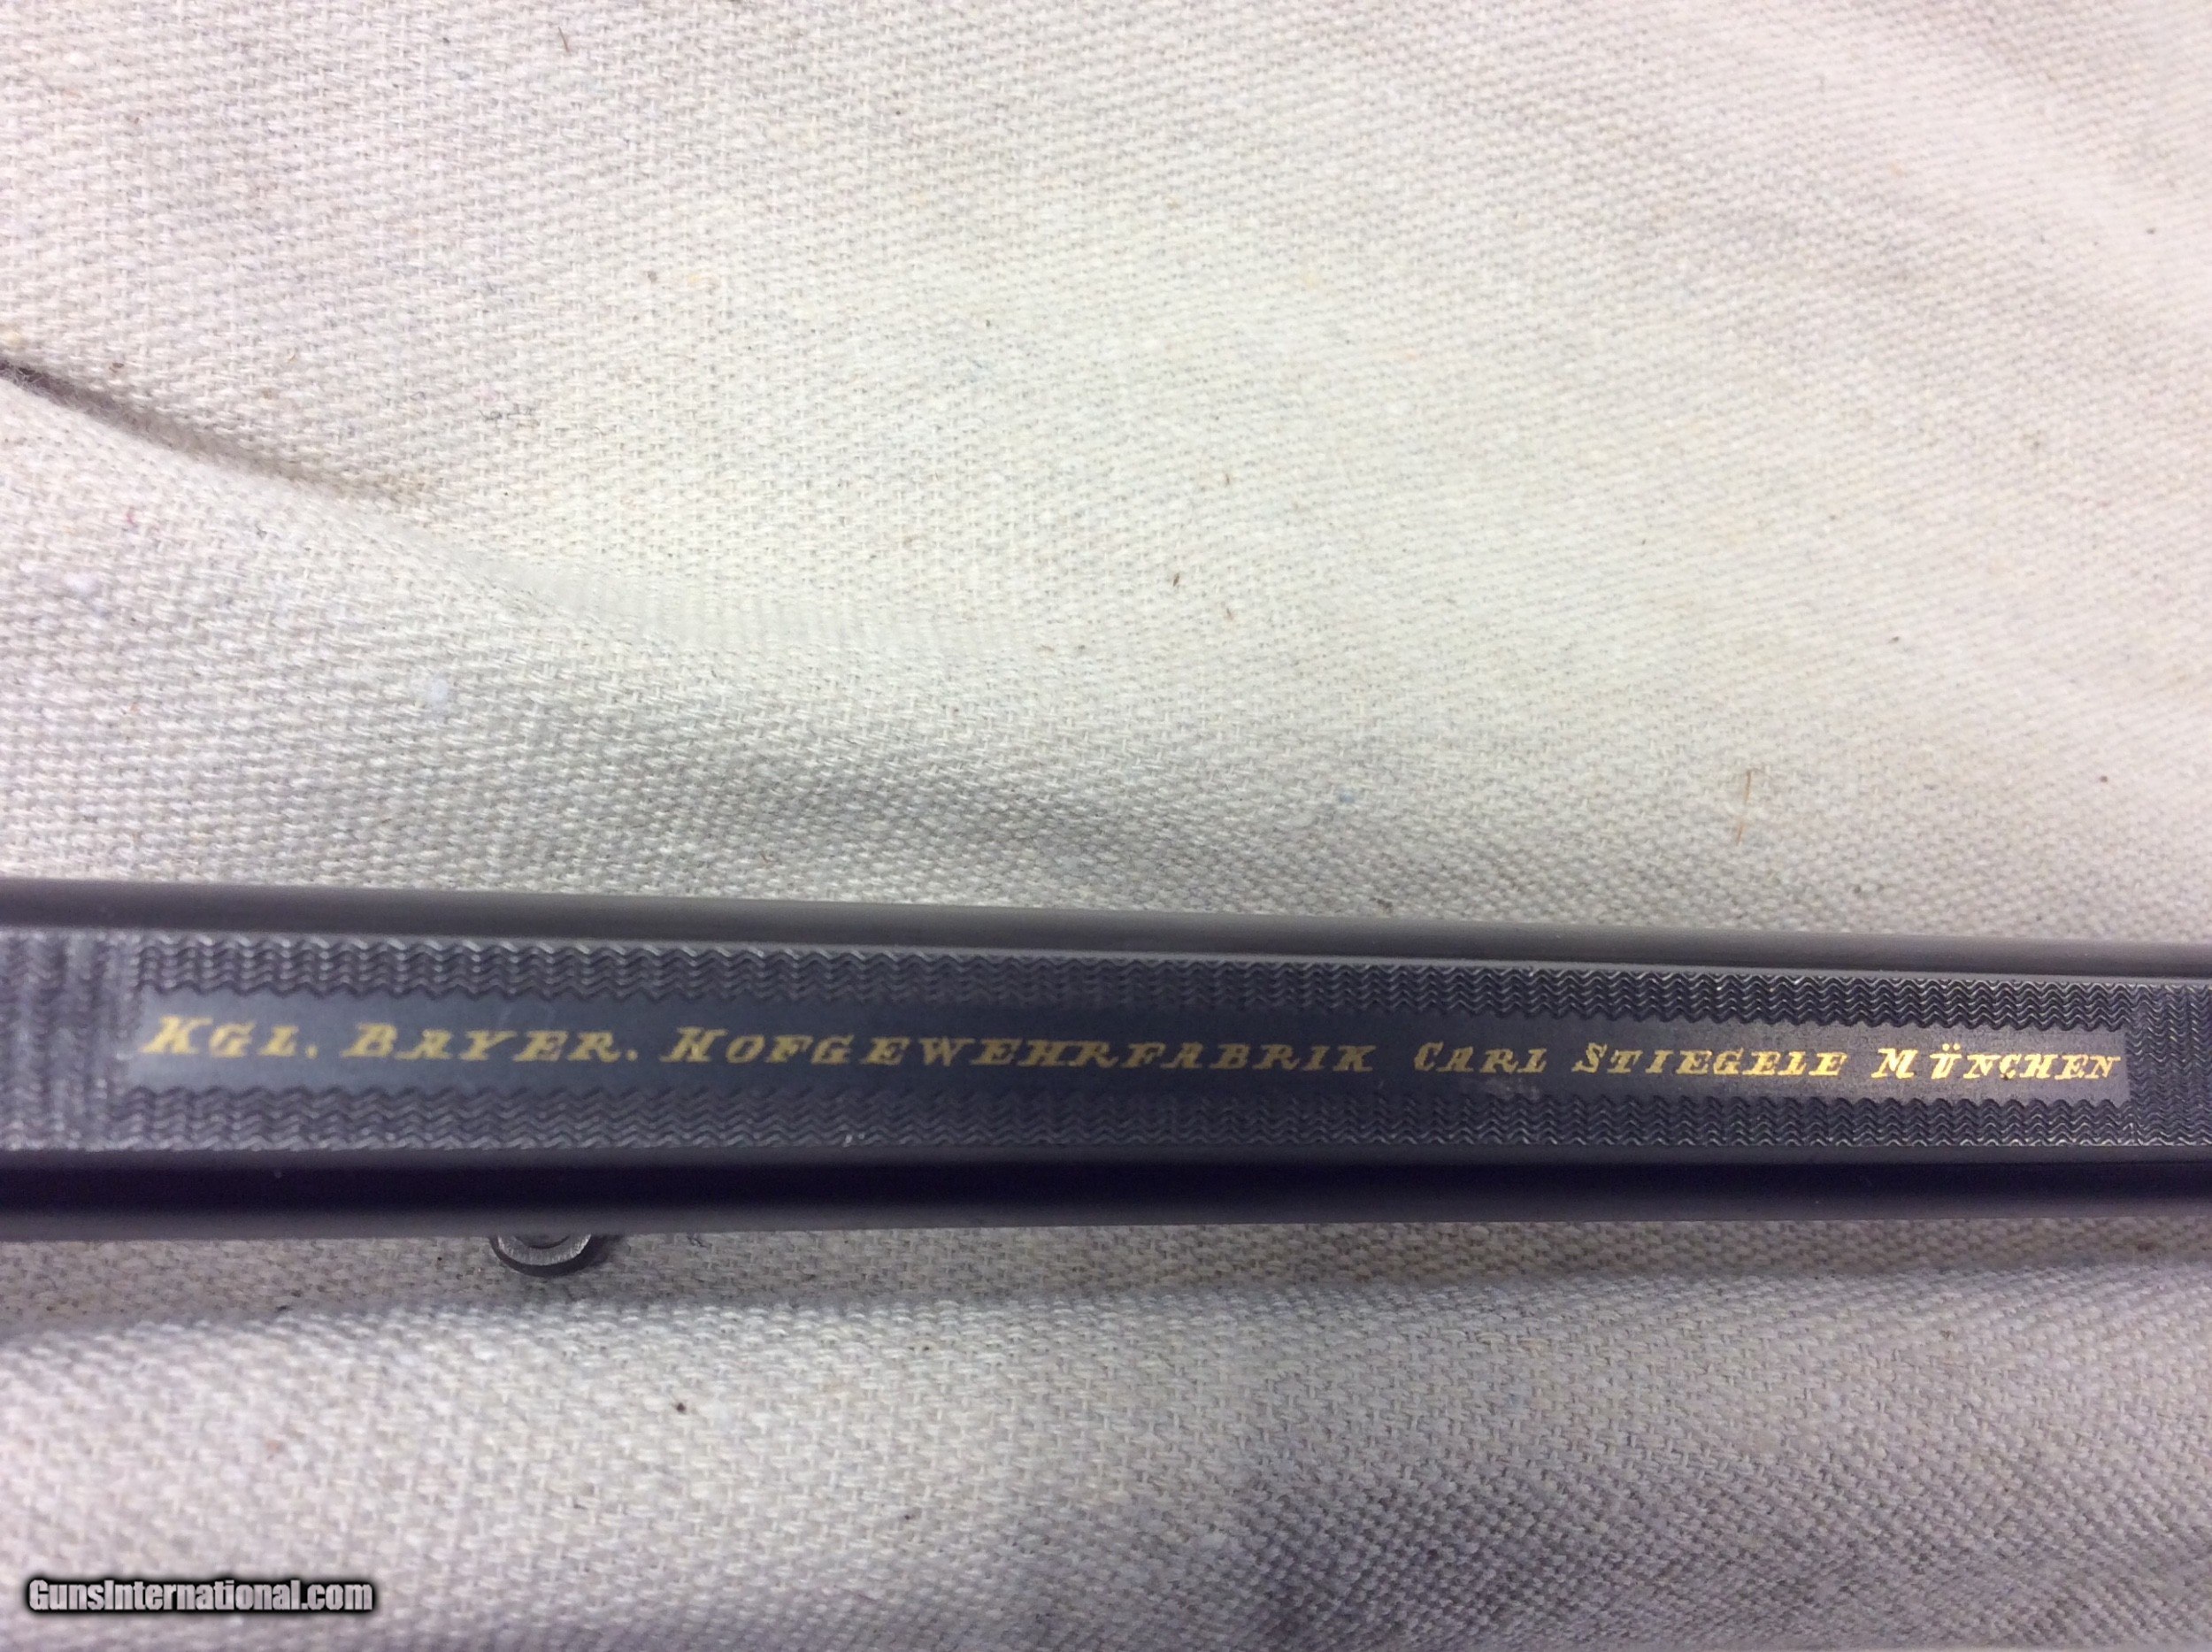 KGL. BAYER. HOFGEWEHRFABRIK CARL STIEGELE MÜNCHEN
GunsInternational.com